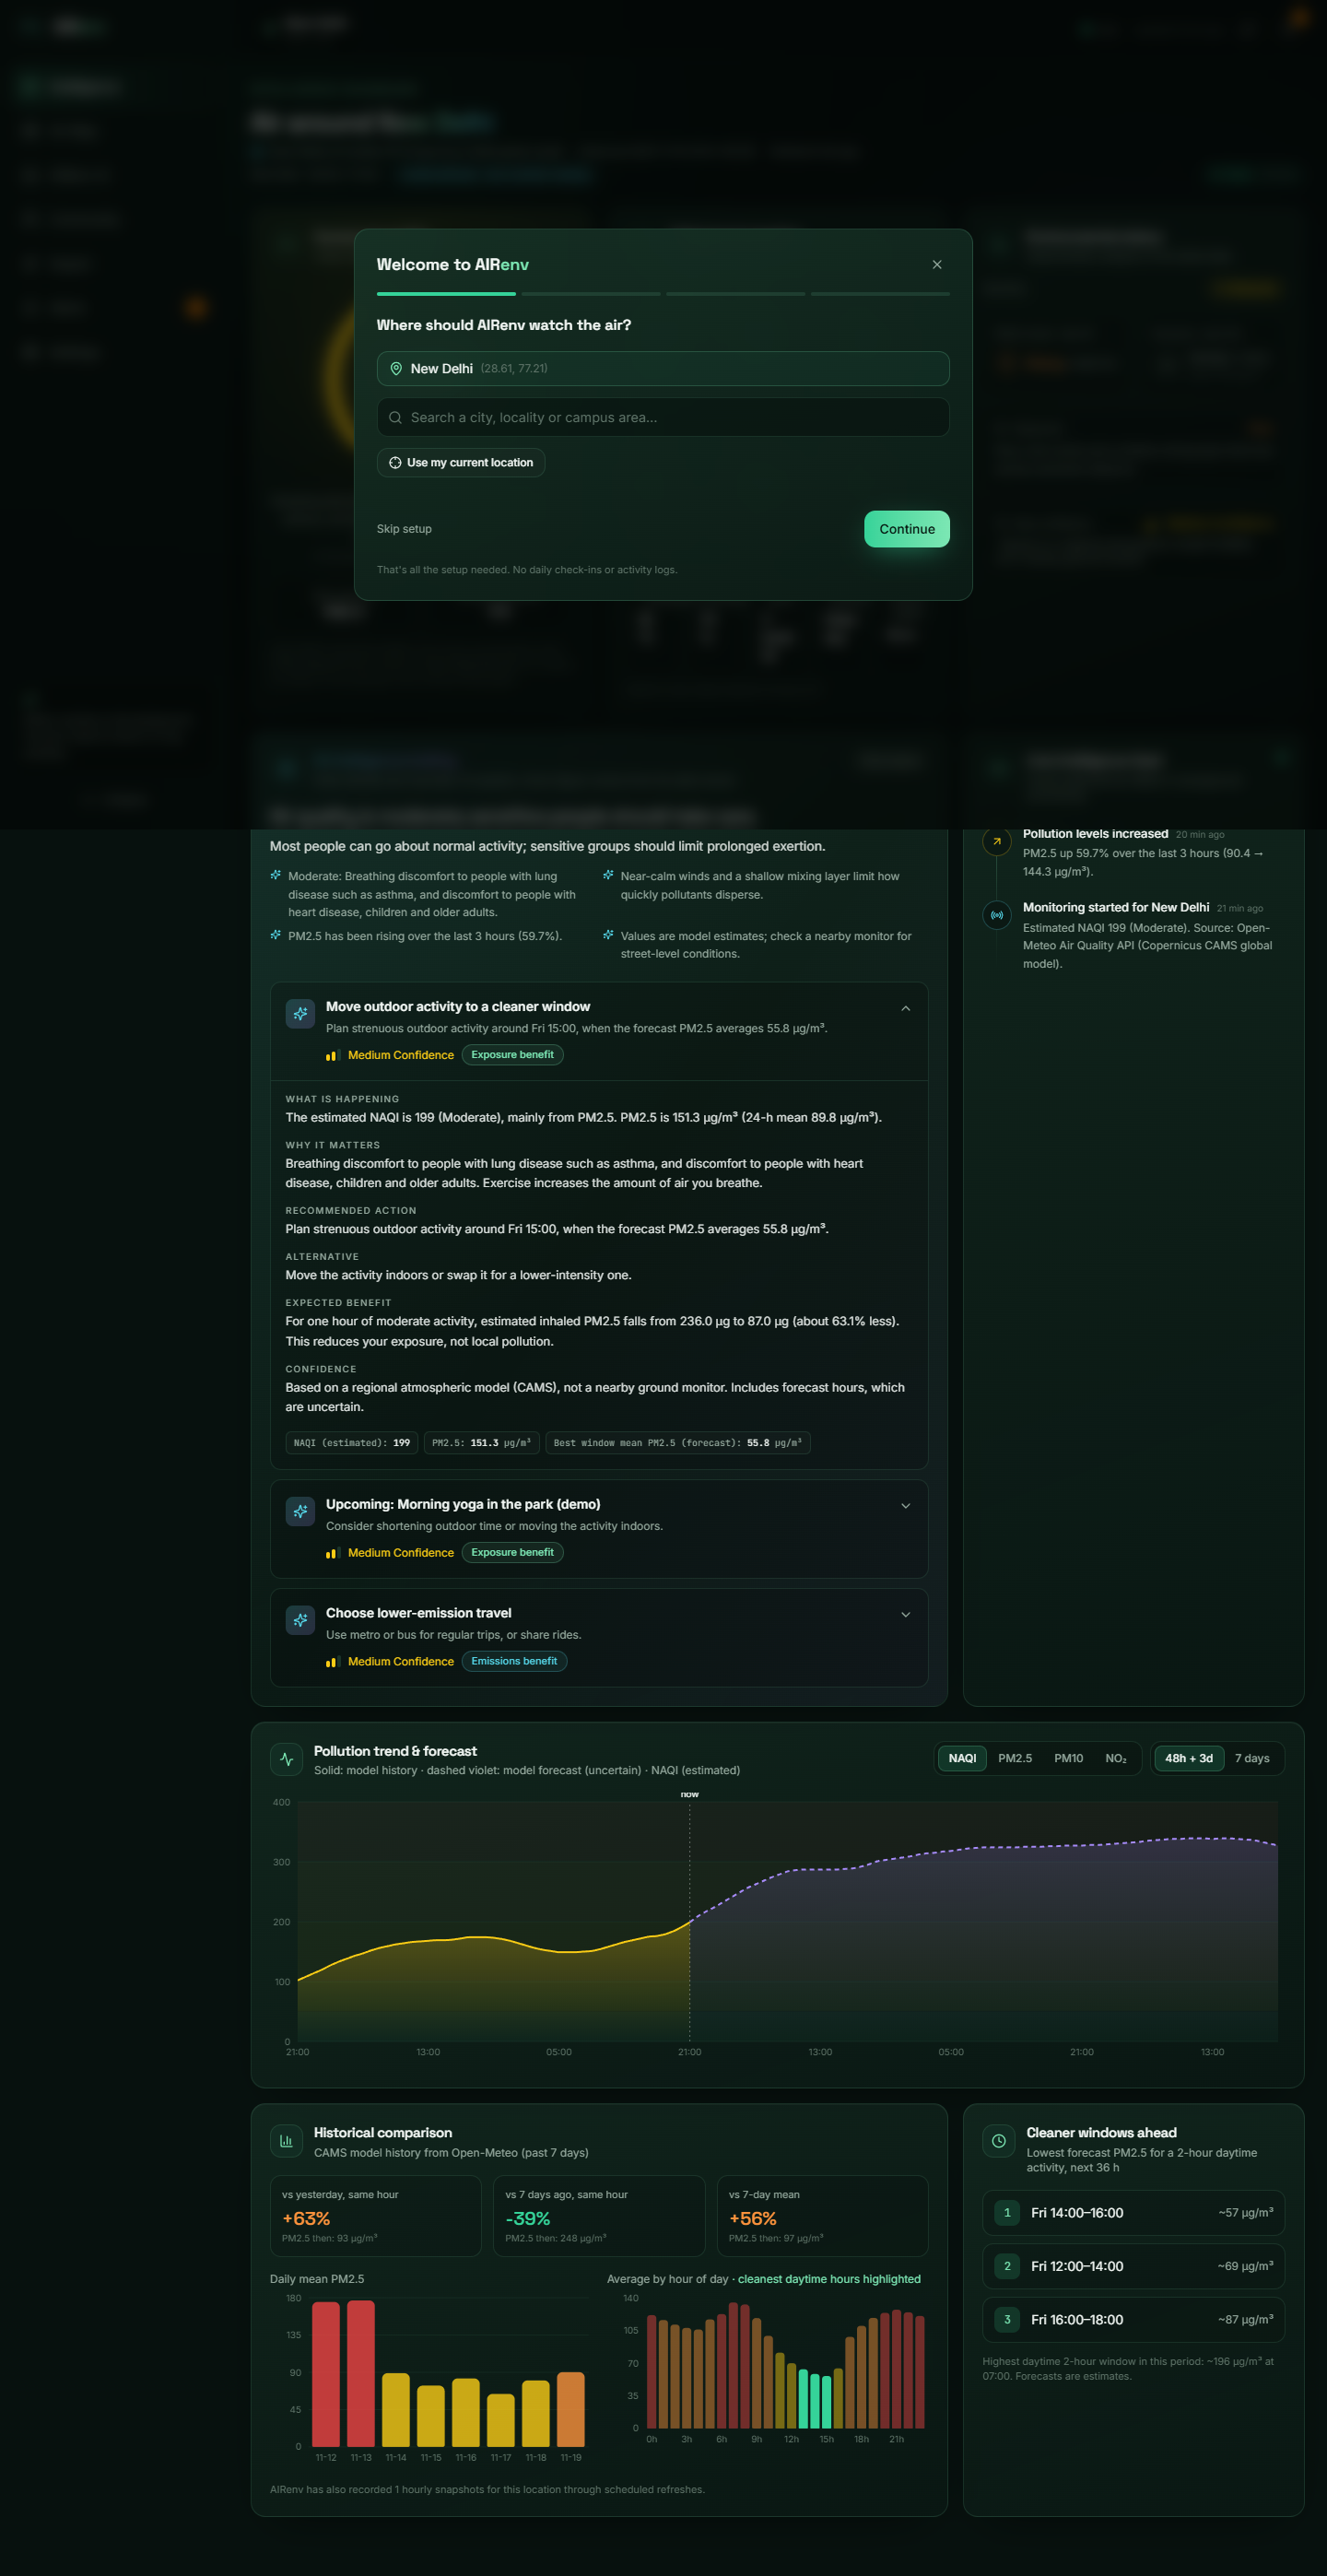 Welcome to AIRenv
Where should AIRenv watch the air?
New Delhi (28.61, 77.21)
Search a city, locality or campus area...
Use my current location
Skip setup
Continue
That's all the setup needed. No daily check-ins or activity logs.
Most people can go about normal activity; sensitive groups should limit prolonged exertion.
Moderate: Breathing discomfort to people with lung
disease such as asthma, and discomfort to people with
heart disease, children and older adults.
Near-calm winds and a shallow mixing layer limit how
quickly pollutants disperse.
PM2.5 has been rising over the last 3 hours (59.7%).
Values are model estimates; check a nearby monitor for
street-level conditions.
Pollution levels increased 20 min ago
PM2.5 up 59.7% over the last 3 hours (90.4 →
144.3 µg/m³).
Monitoring started for New Delhi 21 min ago
Estimated NAQI 199 (Moderate). Source: Open-
Meteo Air Quality API (Copernicus CAMS global
model).
Move outdoor activity to a cleaner window
Plan strenuous outdoor activity around Fri 15:00, when the forecast PM2.5 averages 55.8 µg/m³.
Medium Confidence Exposure benefit
WHAT IS HAPPENING
The estimated NAQI is 199 (Moderate), mainly from PM2.5. PM2.5 is 151.3 µg/m³ (24-h mean 89.8 µg/m³).
WHY IT MATTERS
Breathing discomfort to people with lung disease such as asthma, and discomfort to people with heart
disease, children and older adults. Exercise increases the amount of air you breathe.
RECOMMENDED ACTION
Plan strenuous outdoor activity around Fri 15:00, when the forecast PM2.5 averages 55.8 µg/m³.
ALTERNATIVE
Move the activity indoors or swap it for a lower-intensity one.
EXPECTED BENEFIT
For one hour of moderate activity, estimated inhaled PM2.5 falls from 236.0 µg to 87.0 µg (about 63.1% less).
This reduces your exposure, not local pollution.
CONFIDENCE
Based on a regional atmospheric model (CAMS), not a nearby ground monitor. Includes forecast hours, which
are uncertain.
NAQI (estimated): 199 PM2.5: 151.3 µg/m³ Best window mean PM2.5 (forecast): 55.8 µg/m³
Upcoming: Morning yoga in the park (demo)
Consider shortening outdoor time or moving the activity indoors.
Medium Confidence Exposure benefit
Choose lower-emission travel
Use metro or bus for regular trips, or share rides.
Medium Confidence Emissions benefit
Pollution trend & forecast
Solid: model history · dashed violet: model forecast (uncertain) · NAQI (estimated)
NAQI PM2.5 PM10 NO₂ 48h + 3d 7 days
now
400
300
200
100
0
21:00 13:00 05:00 21:00 13:00 05:00 21:00 13:00
Historical comparison
CAMS model history from Open-Meteo (past 7 days)
vs yesterday, same hour
+63%
PM2.5 then: 93 µg/m³
vs 7 days ago, same hour
-39%
PM2.5 then: 248 µg/m³
vs 7-day mean
+56%
PM2.5 then: 97 µg/m³
Daily mean PM2.5
180
135
90
45
0
11-12 11-13 11-14 11-15 11-16 11-17 11-18 11-19
Average by hour of day · cleanest daytime hours highlighted
140
105
70
35
0
0h 3h 6h 9h 12h 15h 18h 21h
AIRenv has also recorded 1 hourly snapshots for this location through scheduled refreshes.
Cleaner windows ahead
Lowest forecast PM2.5 for a 2-hour daytime
activity, next 36 h
1 Fri 14:00–16:00 ~57 µg/m³
2 Fri 12:00–14:00 ~69 µg/m³
3 Fri 16:00–18:00 ~87 µg/m³
Highest daytime 2-hour window in this period: ~196 µg/m³ at
07:00. Forecasts are estimates.